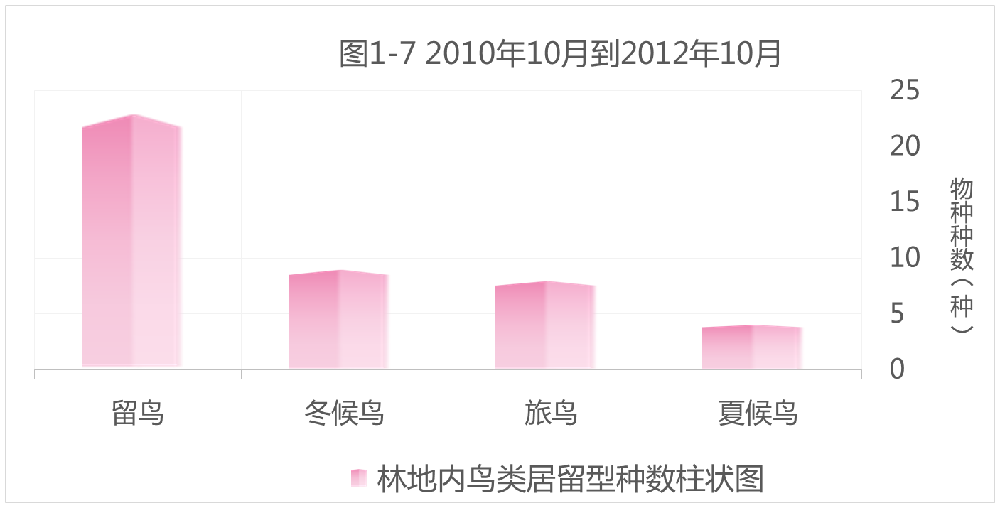 图1-7 2010年10月到2012年10月
25
20
15
10
5
0
物种种数（种）
留鸟
冬候鸟
旅鸟
夏候鸟
林地内鸟类居留型种数柱状图